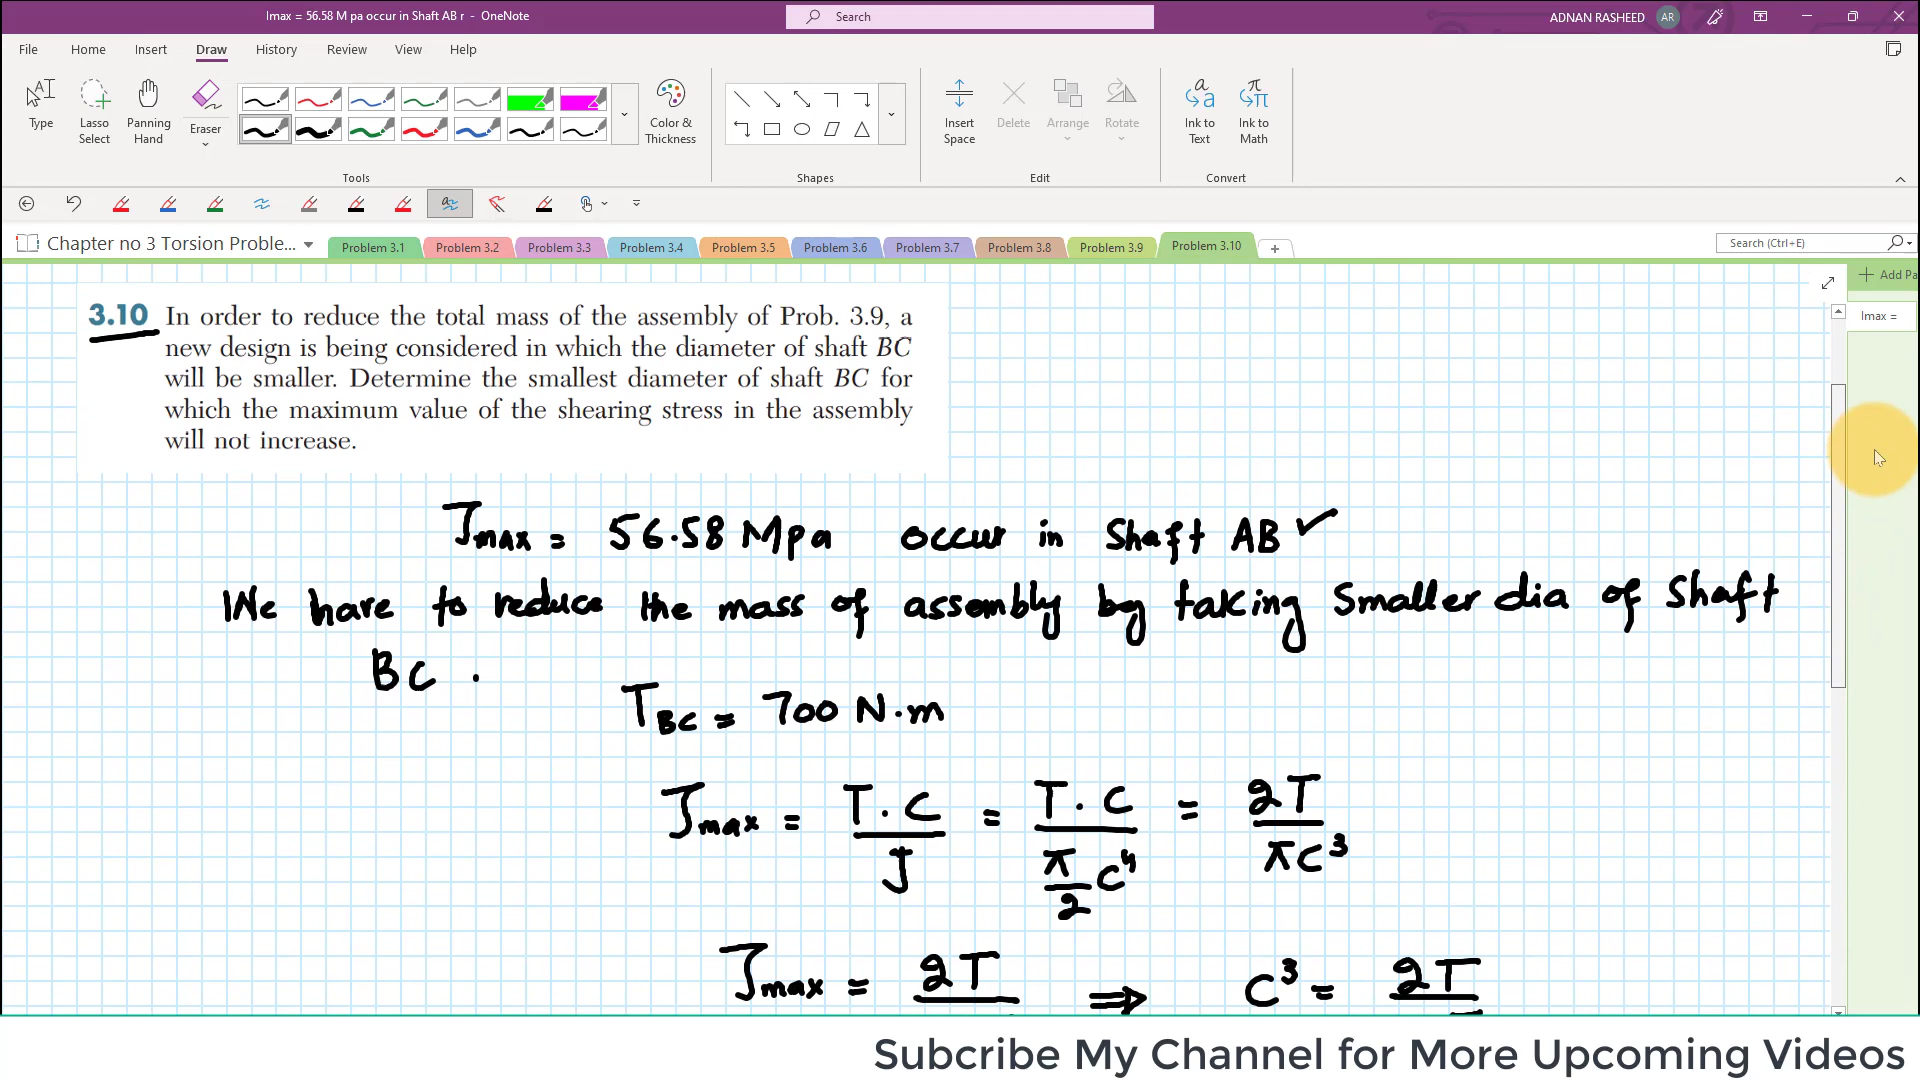 Imax = 56.58 M pa occur in Shaft AB r - OneNote
Search
ADNAN RASHEED
AR
File
Home
Insert
Draw
History
Review
View
Help
Type
Lasso
Select
Panning
Hand
Eraser
Color &
Thickness
Insert
Space
Delete
Arrange
Rotate
Ink to
Text
Ink to
Math
Tools
Shapes
Edit
Convert
Chapter no 3 Torsion Proble...
Problem 3.1
Problem 3.2
Problem 3.3
Problem 3.4
Problem 3.5
Problem 3.6
Problem 3.7
Problem 3.8
Problem 3.9
Problem 3.10
Search (Ctrl+E)
Add Pa
Imax =
3.10 In order to reduce the total mass of the assembly of Prob. 3.9, a
new design is being considered in which the diameter of shaft BC
will be smaller. Determine the smallest diameter of shaft BC for
which the maximum value of the shearing stress in the assembly
will not increase.
τmax = 56.58 Mpa occur in Shaft AB ✓
We have to reduce the mass of assembly by taking Smaller dia of Shaft
BC .
TBC = 700 N.m
τmax = T.C / J = T.C / π/2 C⁴ = 2T / πC³
τmax = 2T ⇒ C³ = 2T
Subcribe My Channel for More Upcoming Videos